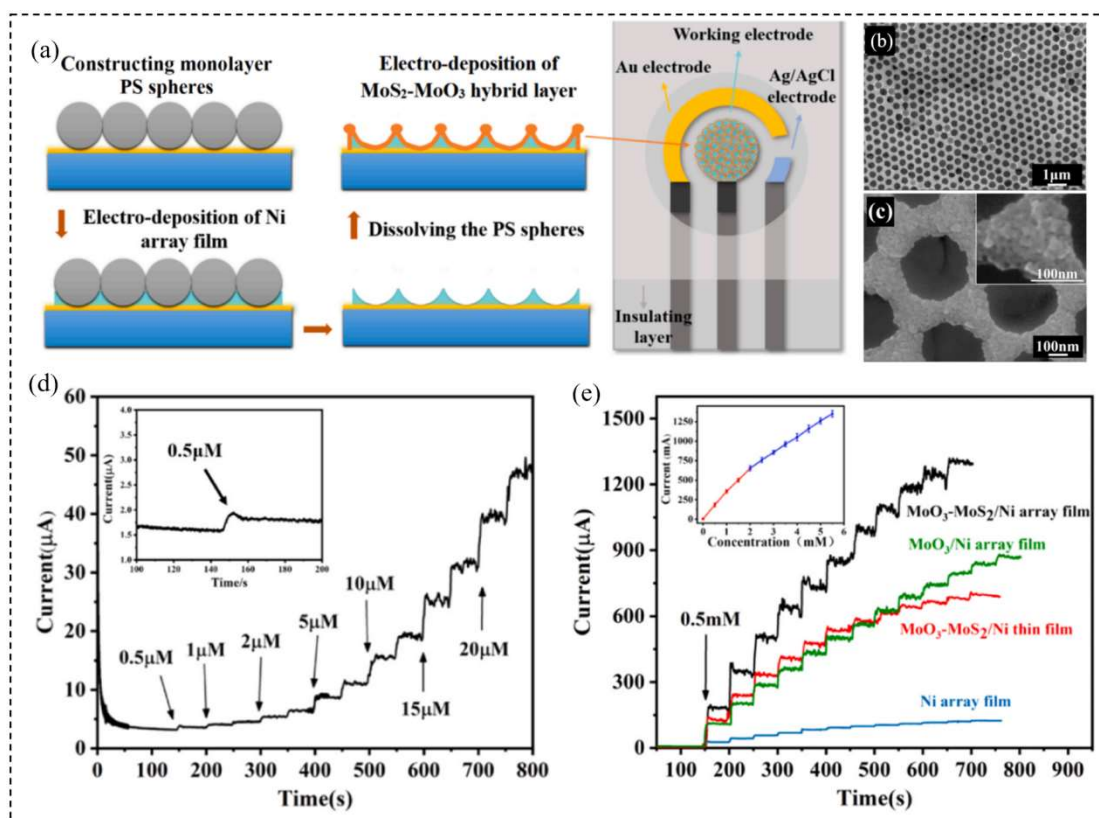 (a)
Constructing monolayer
PS spheres
Electro-deposition of
MoS₂-MoO₃ hybrid layer
Electro-deposition of Ni
array film
Dissolving the PS spheres
Working electrode
Au electrode
Ag/AgCl
electrode
Insulating
layer
(b)
1μm
(c)
100nm
100nm
(d)
60
50
40
30
20
10
0
Current(μA)
0 100 200 300 400 500 600 700 800
Time(s)
4.0
3.5
3.0
2.5
2.0
1.5
1.0
Current(μA)
100 120 140 160 180 200
Time/s
0.5μM
0.5μM
1μM
2μM
5μM
10μM
15μM
20μM
(e)
1500
1200
900
600
300
0
Current(μA)
100 200 300 400 500 600 700 800 900
Time(s)
1250
1000
750
500
250
0
Current (mA)
0 1 2 3 4 5 6
Concentration (mM)
0.5mM
MoO₃-MoS₂/Ni array film
MoO₃/Ni array film
MoO₃-MoS₂/Ni thin film
Ni array film